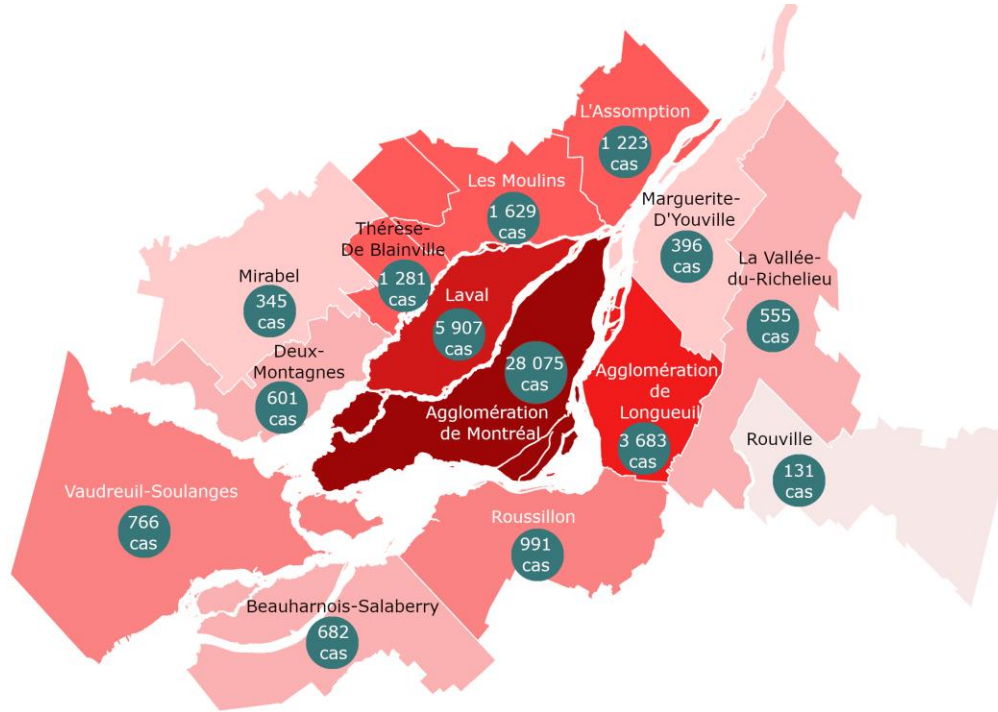 L'Assomption
1 223
cas
Les Moulins
1 629
cas
Marguerite-
D'Youville
396
cas
Thérèse-
De Blainville
1 281
cas
La Vallée-
du-Richelieu
555
cas
Mirabel
345
cas
Laval
5 907
cas
Deux-
Montagnes
601
cas
28 075
cas
Agglomération
de Montréal
Agglomération
de
Longueuil
3 683
cas
Rouville
131
cas
Vaudreuil-Soulanges
766
cas
Roussillon
991
cas
Beauharnois-Salaberry
682
cas